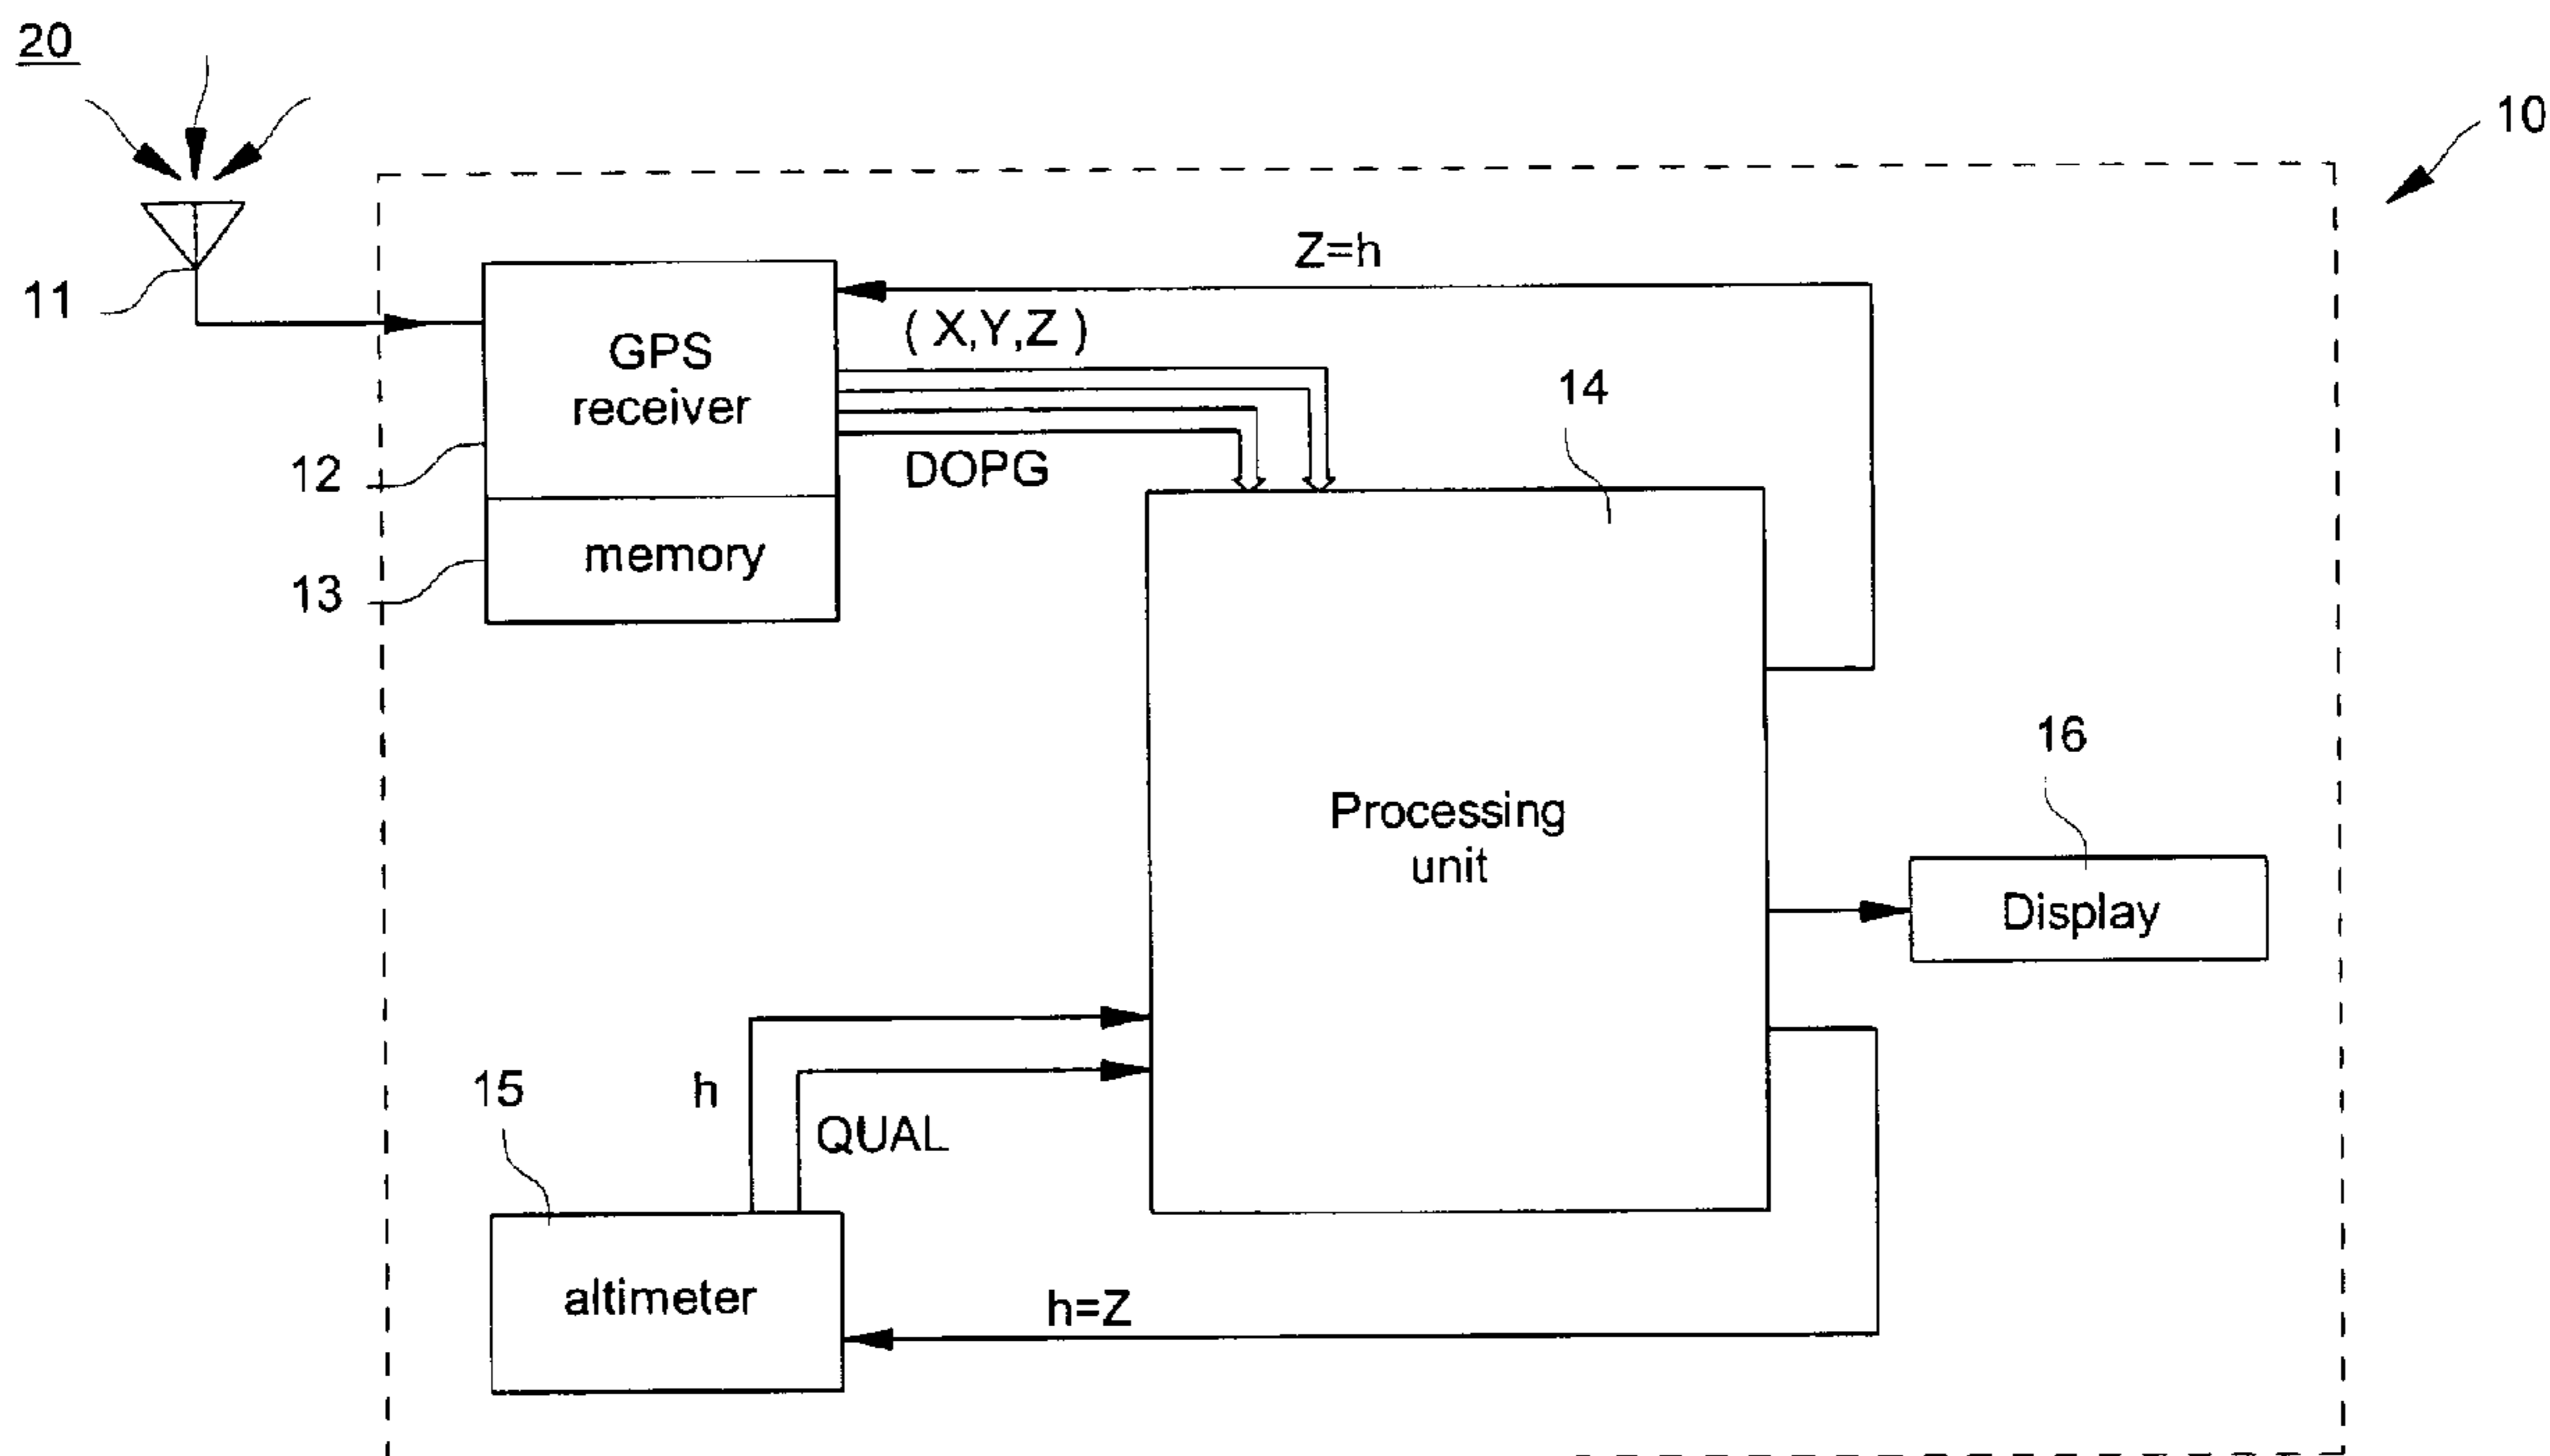 20
10
11
Z=h
( X,Y,Z )
GPS
receiver
12
DOPG
14
memory
13
16
Processing
unit
Display
15
h
QUAL
altimeter
h=Z